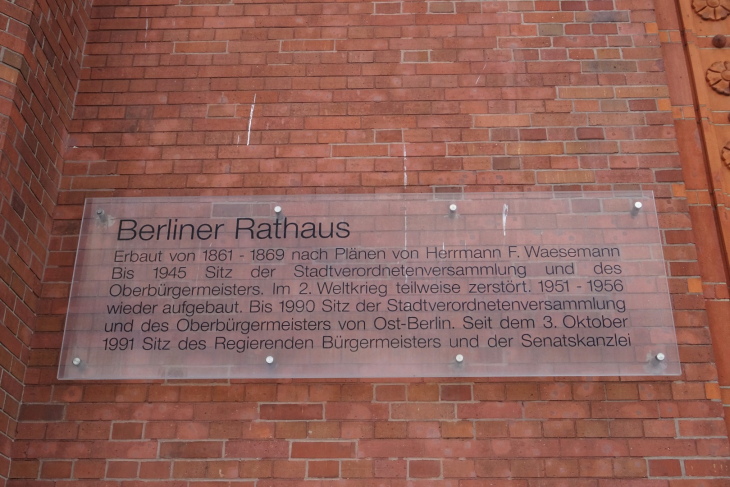 Berliner Rathaus
Erbaut von 1861 - 1869 nach Plänen von Herrmann F. Waesemann
Bis 1945 Sitz der Stadtverordnetenversammlung und des
Oberbürgermeisters. Im 2. Weltkrieg teilweise zerstört. 1951 - 1956
wieder aufgebaut. Bis 1990 Sitz der Stadtverordnetenversammlung
und des Oberbürgermeisters von Ost-Berlin. Seit dem 3. Oktober
1991 Sitz des Regierenden Bürgermeisters und der Senatskanzlei